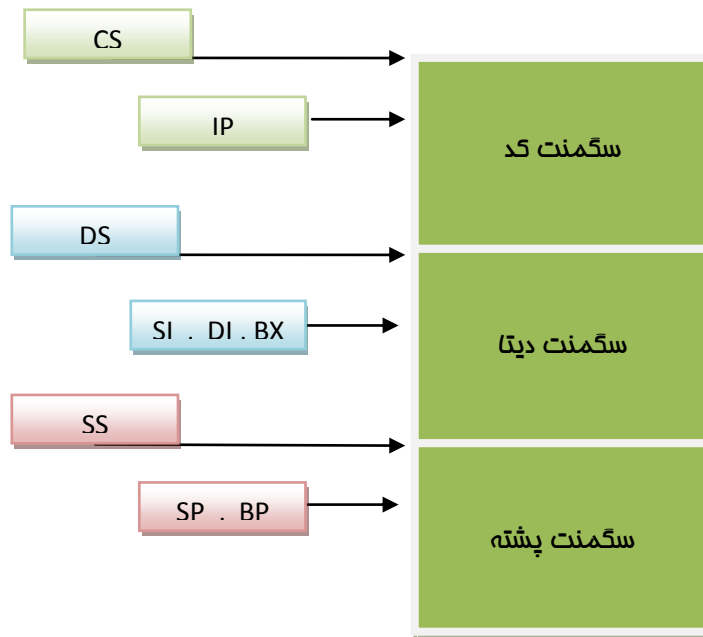 CS
IP
سگمنت کد
DS
SI . DI . BX
سگمنت دیتا
SS
SP . BP
سگمنت پشته